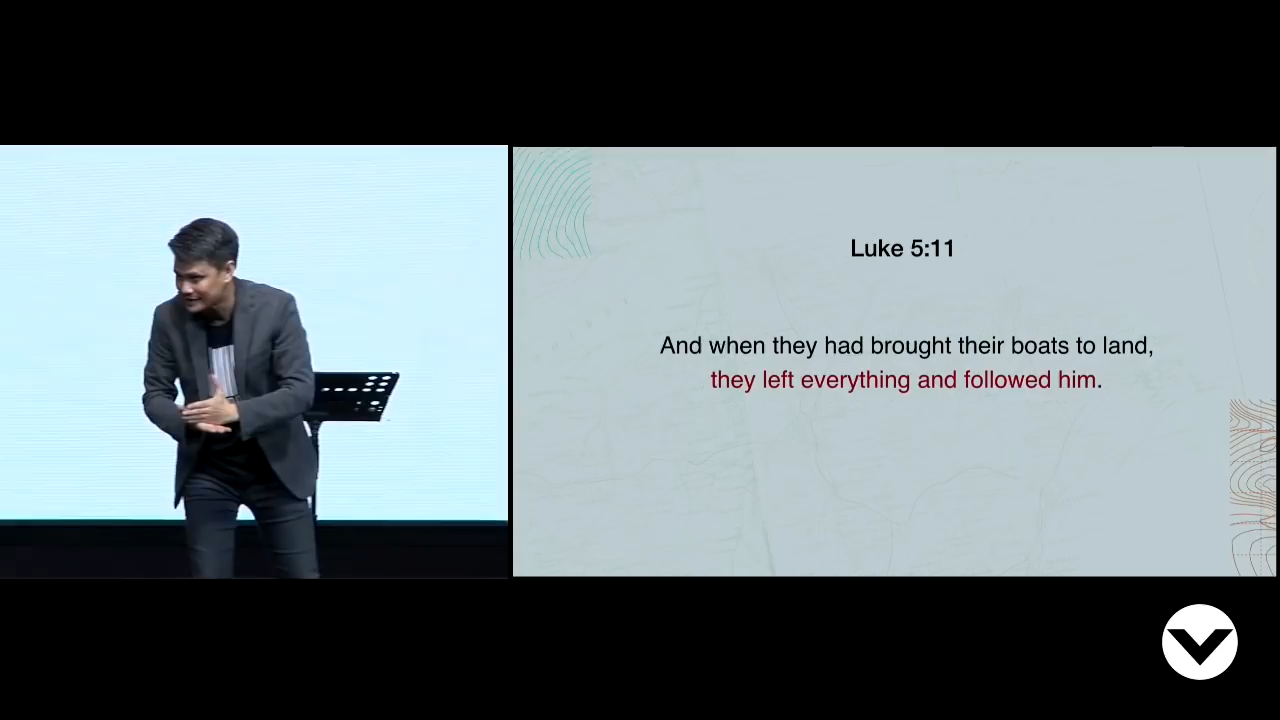 Luke 5:11
And when they had brought their boats to land,
they left everything and followed him.